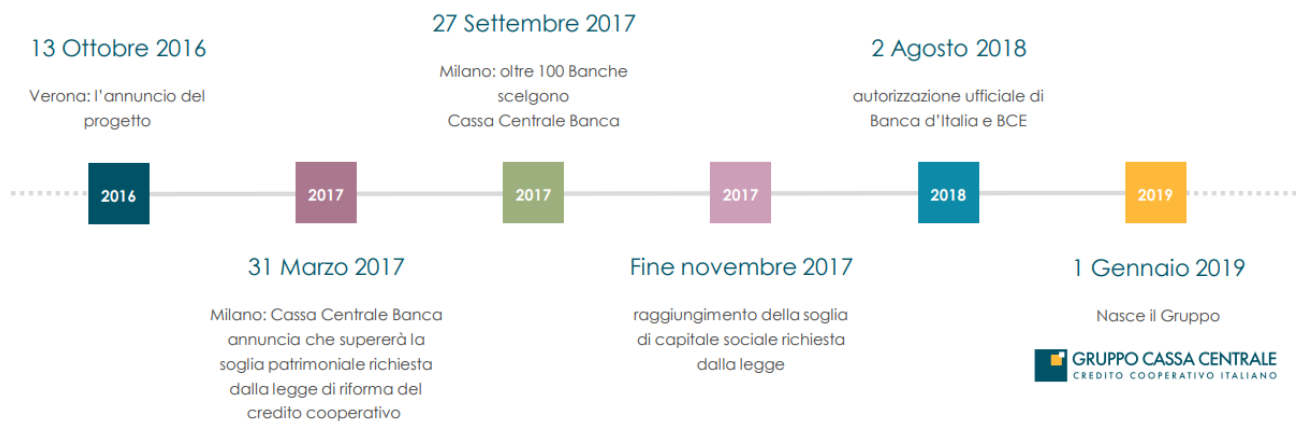 13 Ottobre 2016
Verona: l'annuncio del
progetto
2016
31 Marzo 2017
Milano: Cassa Centrale Banca
annuncia che supererà la
soglia patrimoniale richiesta
dalla legge di riforma del
credito cooperativo
2017
27 Settembre 2017
Milano: oltre 100 Banche
scelgono
Cassa Centrale Banca
2017
Fine novembre 2017
raggiungimento della soglia
di capitale sociale richiesta
dalla legge
2017
2 Agosto 2018
autorizzazione ufficiale di
Banca d'Italia e BCE
2018
2019
1 Gennaio 2019
Nasce il Gruppo
GRUPPO CASSA CENTRALE
CREDITO COOPERATIVO ITALIANO